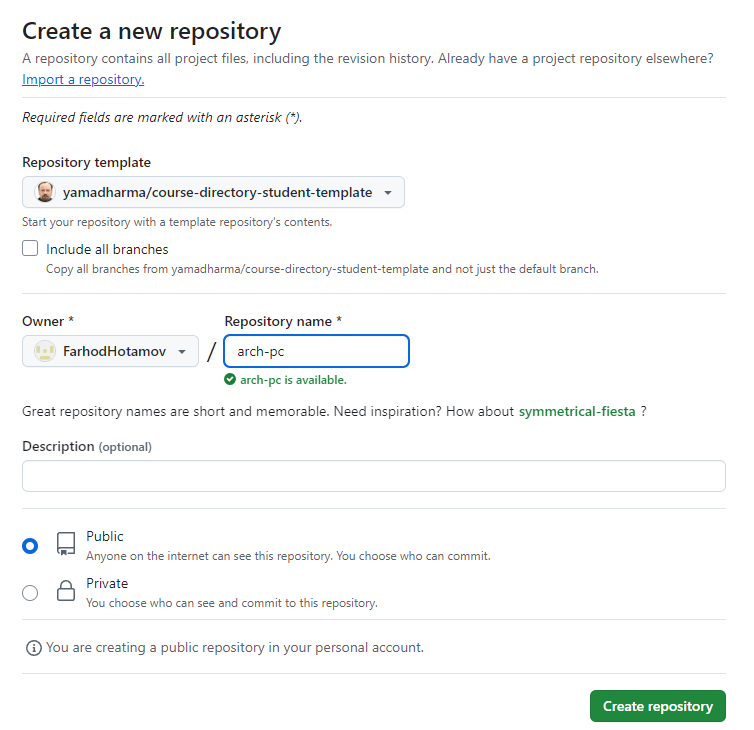 Create a new repository
A repository contains all project files, including the revision history. Already have a project repository elsewhere?
Import a repository.
Required fields are marked with an asterisk (*).
Repository template
yamadharma/course-directory-student-template
Start your repository with a template repository's contents.
Include all branches
Copy all branches from yamadharma/course-directory-student-template and not just the default branch.
Owner * Repository name *
FarhodHotamov / arch-pc
arch-pc is available.
Great repository names are short and memorable. Need inspiration? How about symmetrical-fiesta ?
Description (optional)
Public
Anyone on the internet can see this repository. You choose who can commit.
Private
You choose who can see and commit to this repository.
You are creating a public repository in your personal account.
Create repository